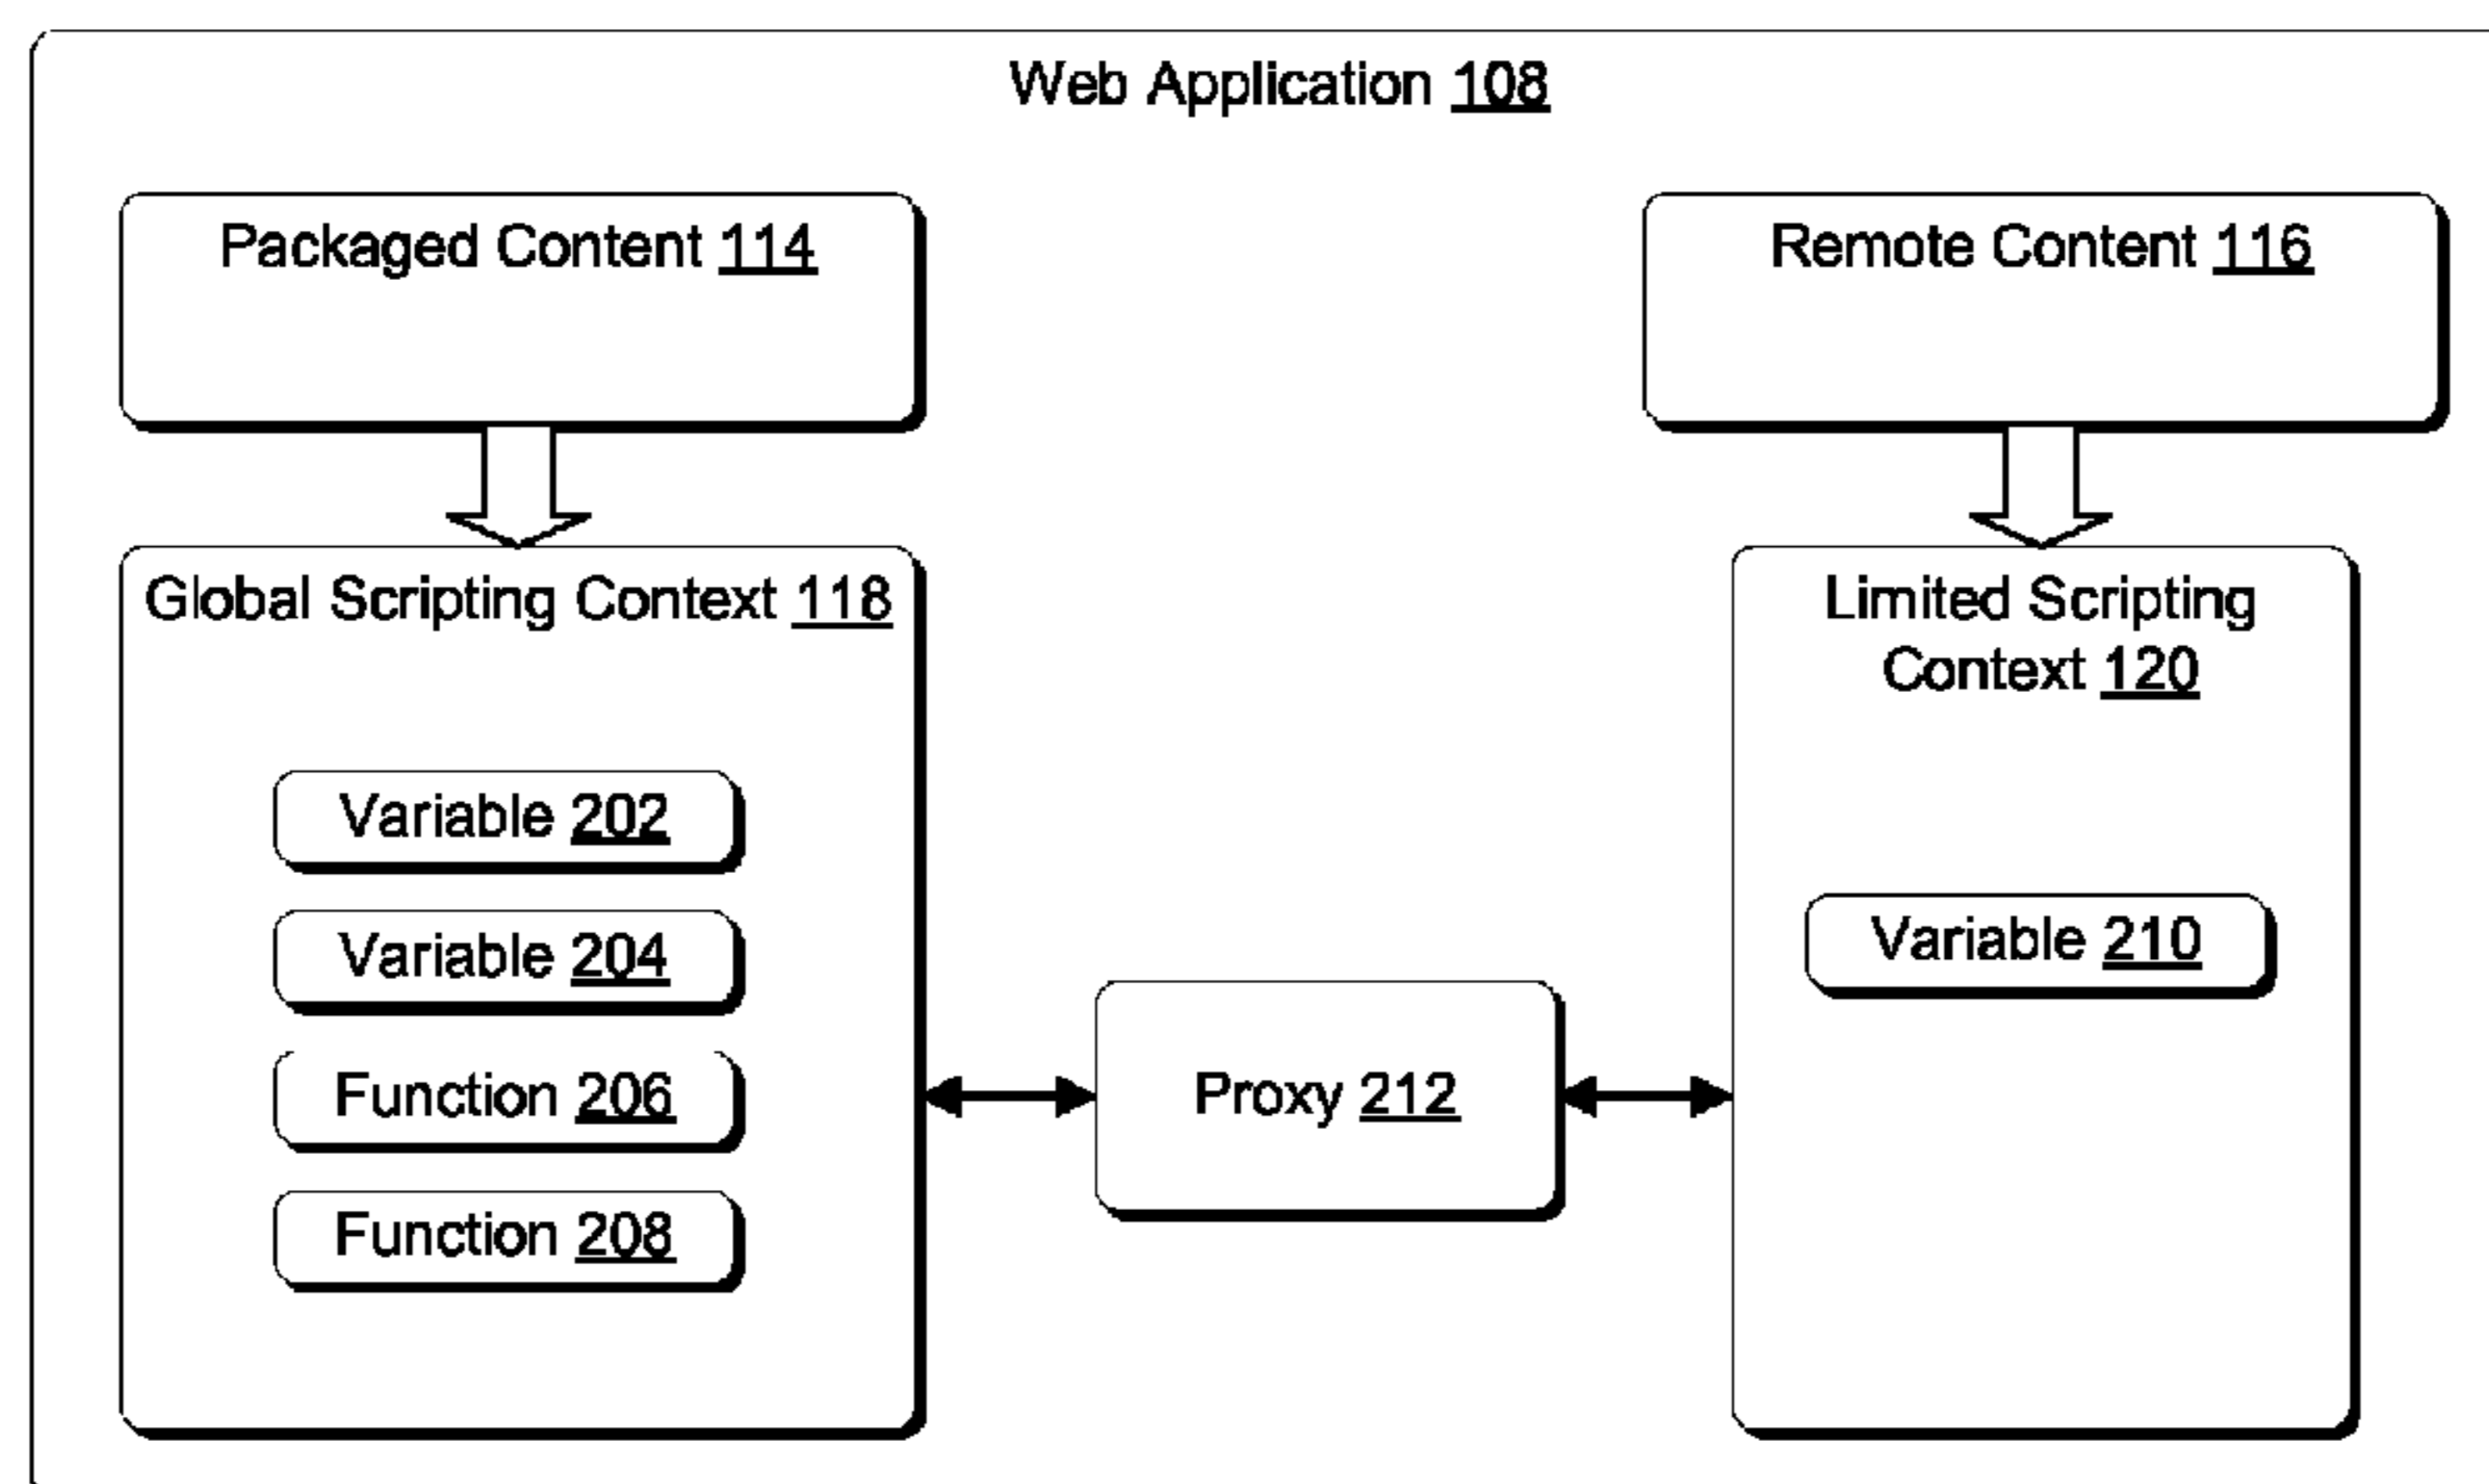 Web Application 108
Packaged Content 114
Remote Content 116
Global Scripting Context 118
Variable 202
Variable 204
Function 206
Function 208
Proxy 212
Limited Scripting
Context 120
Variable 210